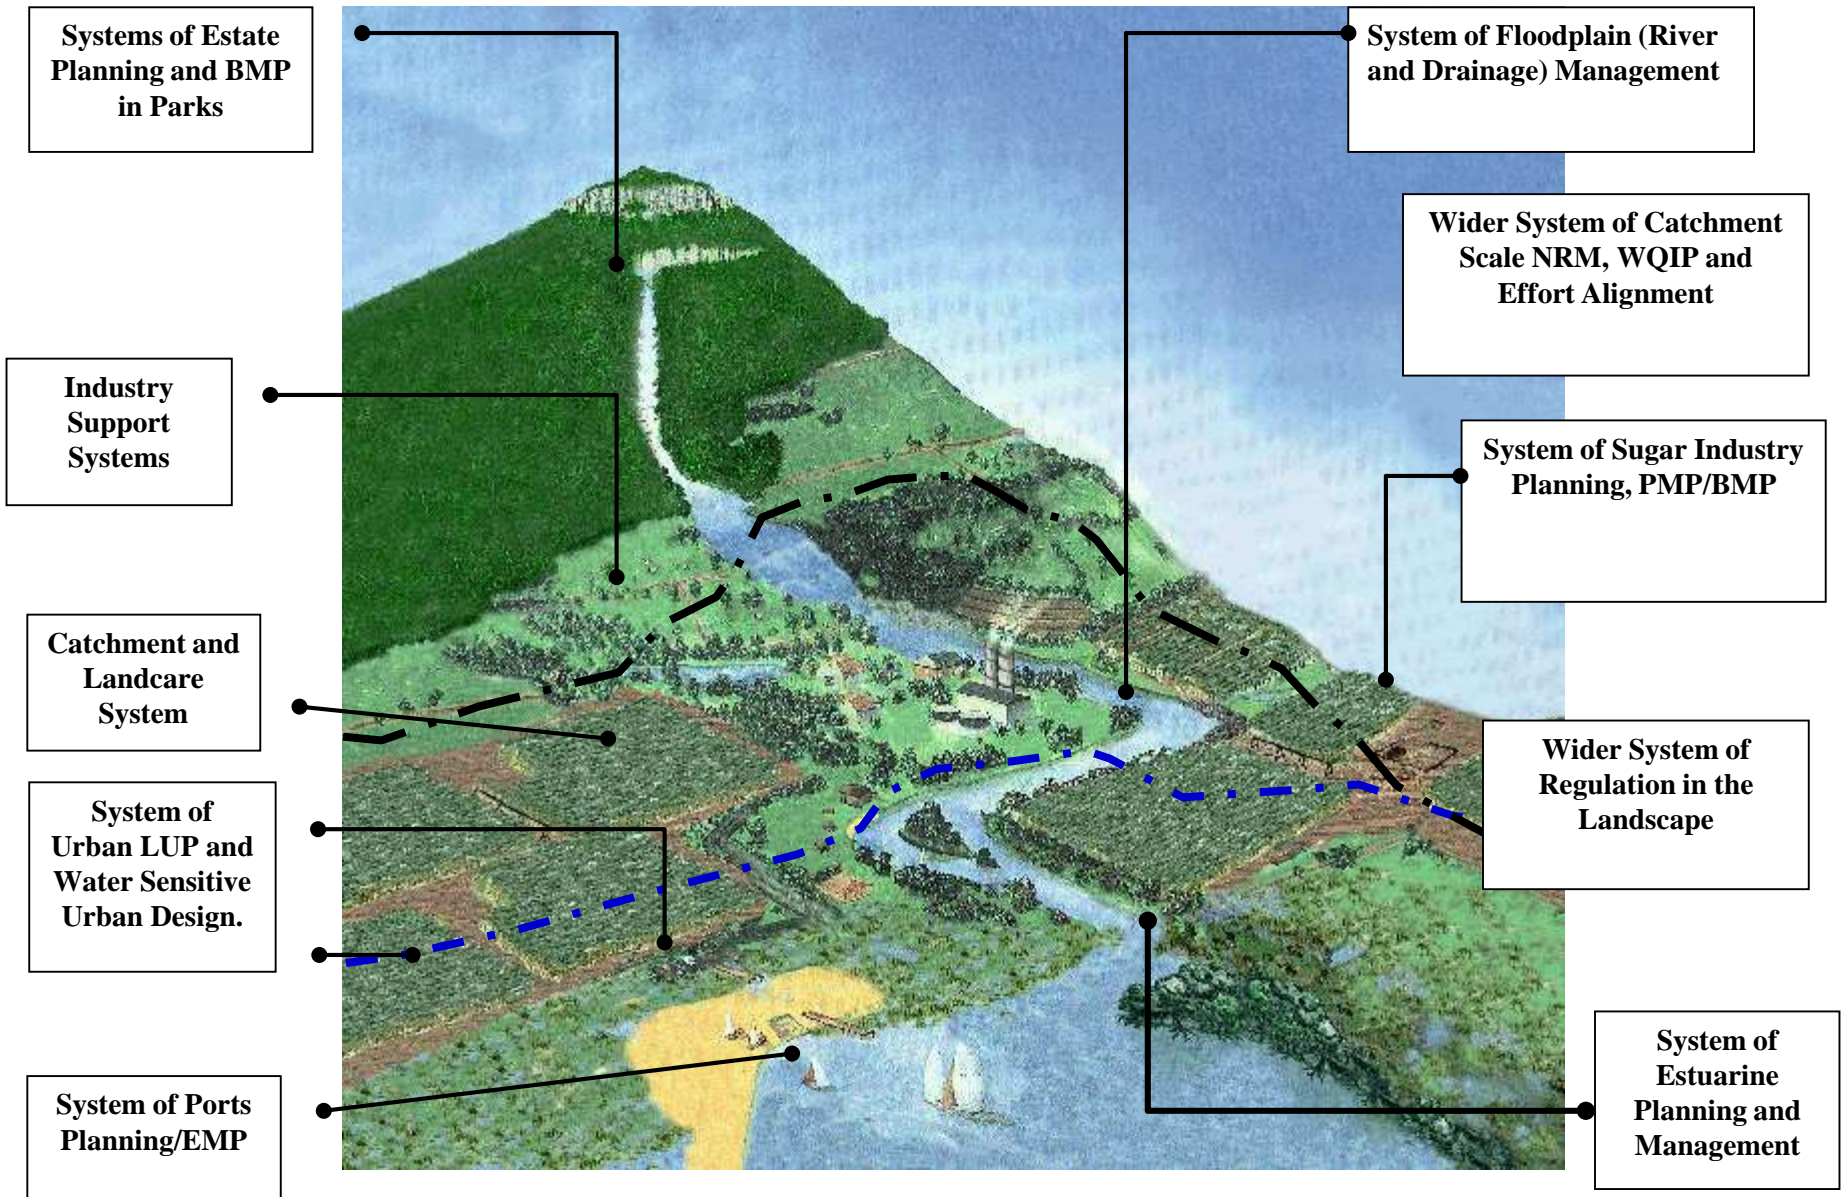 Systems of Estate
Planning and BMP
in Parks
System of Floodplain (River
and Drainage) Management
Wider System of Catchment
Scale NRM, WQIP and
Effort Alignment
Industry
Support
Systems
System of Sugar Industry
Planning, PMP/BMP
Catchment and
Landcare
System
Wider System of
Regulation in the
Landscape
System of
Urban LUP and
Water Sensitive
Urban Design.
System of Ports
Planning/EMP
System of
Estuarine
Planning and
Management